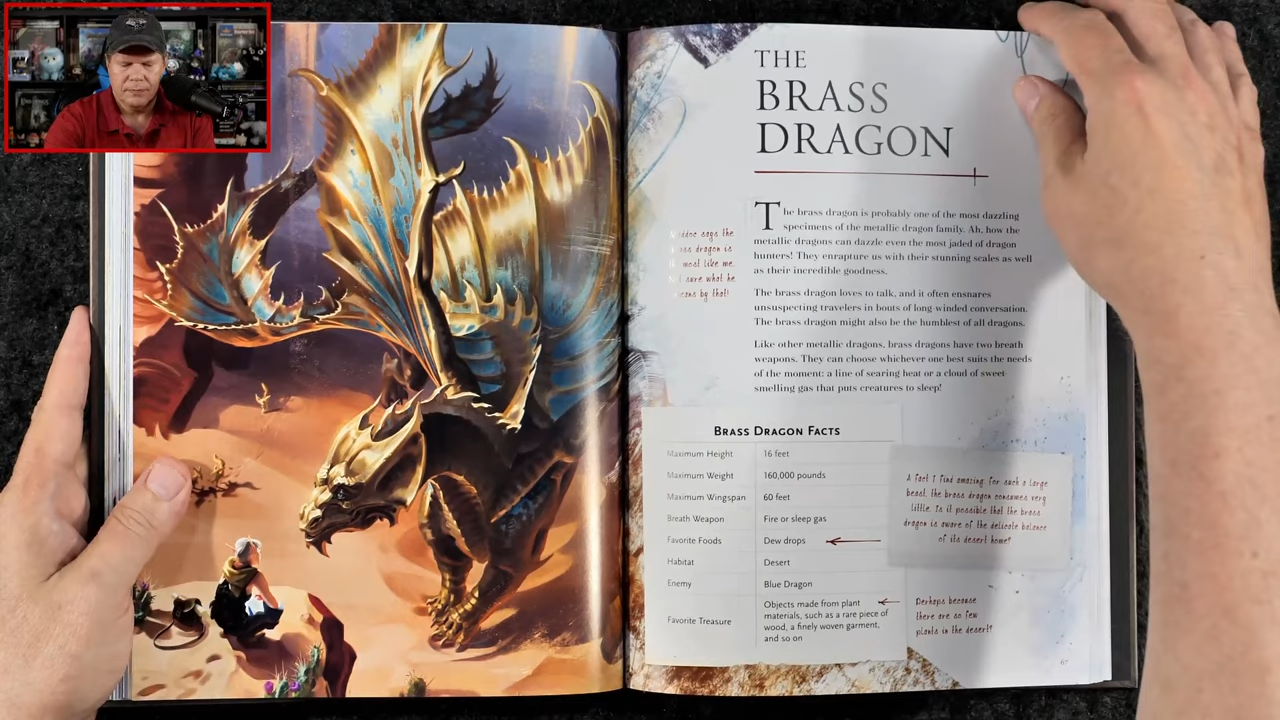 THE
BRASS
DRAGON
The brass dragon is probably one of the most dazzling
specimens of the metallic dragon family. Ah, how the
metallic dragons can dazzle even the most jaded of dragon
hunters! They enrapture us with their stunning scales as well
as their incredible goodness.
The brass dragon loves to talk, and it often ensnares
unsuspecting travelers in bouts of long-winded conversation.
The brass dragon might also be the humblest of all dragons.
Like other metallic dragons, brass dragons have two breath
weapons. They can choose whichever one best suits the needs
of the moment: a line of searing heat or a cloud of sweet-
smelling gas that puts creatures to sleep!
says the
dragon is
most like me.
sure what he
by that!
BRASS DRAGON FACTS
Maximum Height 16 feet
Maximum Weight 160,000 pounds
Maximum Wingspan 60 feet
Breath Weapon Fire or sleep gas
Favorite Foods Dew drops
Habitat Desert
Enemy Blue Dragon
Favorite Treasure Objects made from plant
materials, such as a rare piece of
wood, a finely woven garment,
and so on
A fact I find amazing: for such a large
beast, the brass dragon consumes very
little. Is it possible that the brass
dragon is aware of the delicate balance
of its desert home?
Perhaps because
there are so few
plants in the desert?
67